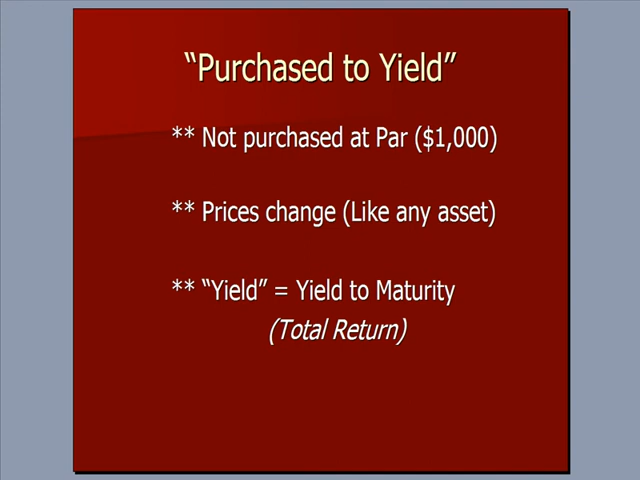 “Purchased to Yield”
** Not purchased at Par ($1,000)
** Prices change (Like any asset)
** “Yield” = Yield to Maturity
(Total Return)